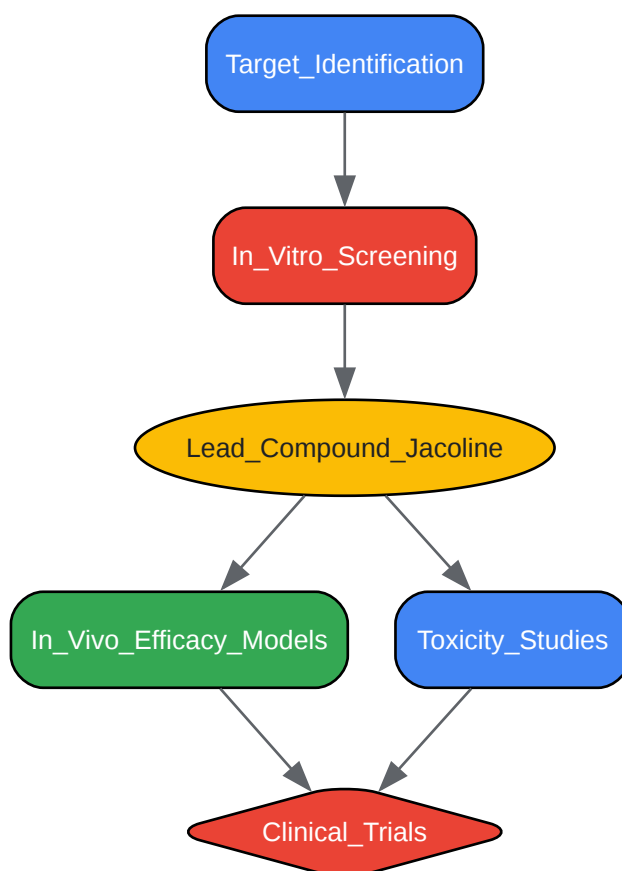 Target_Identification
In_Vitro_Screening
Lead_Compound_Jacoline
In_Vivo_Efficacy_Models
Toxicity_Studies
Clinical_Trials